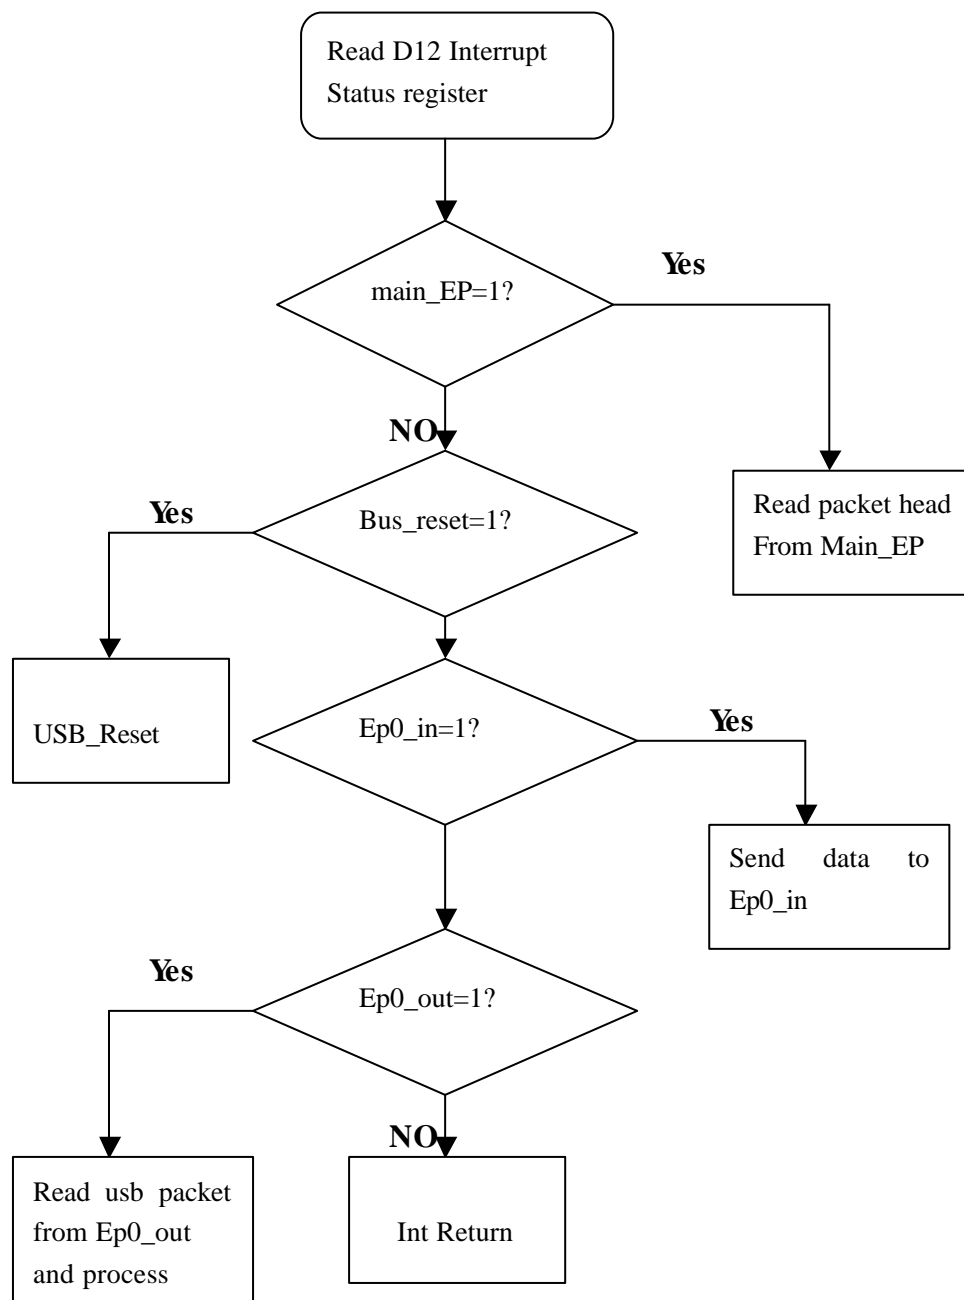 Read D12 Interrupt
Status register
main_EP=1?
Yes
NO
Bus_reset=1?
Yes
Read packet head
From Main_EP
USB_Reset
Ep0_in=1?
Yes
Send data to
Ep0_in
Ep0_out=1?
Yes
NO
Read usb packet
from Ep0_out
and process
Int Return